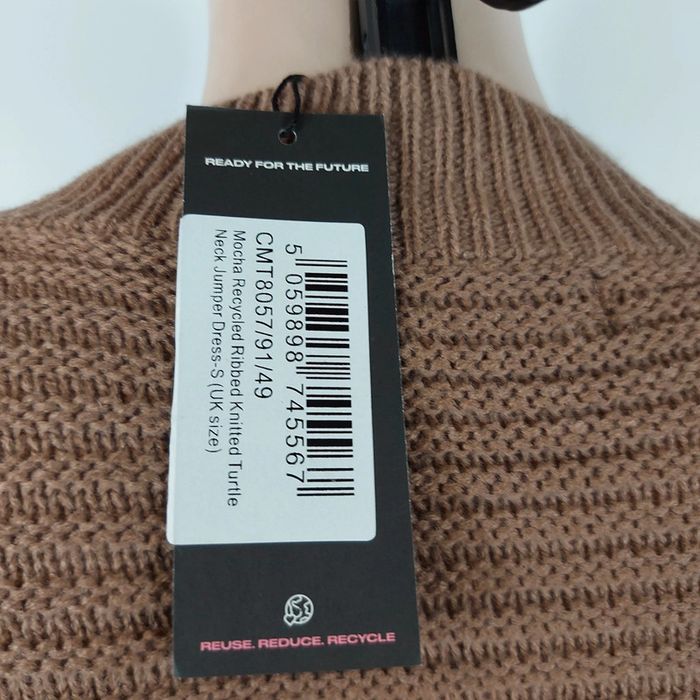 READY FOR THE FUTURE
5 059898 745567
CMT8057/91/49
Mocha Recycled Ribbed Knitted Turtle
Neck Jumper Dress-S (UK size)
REUSE. REDUCE. RECYCLE